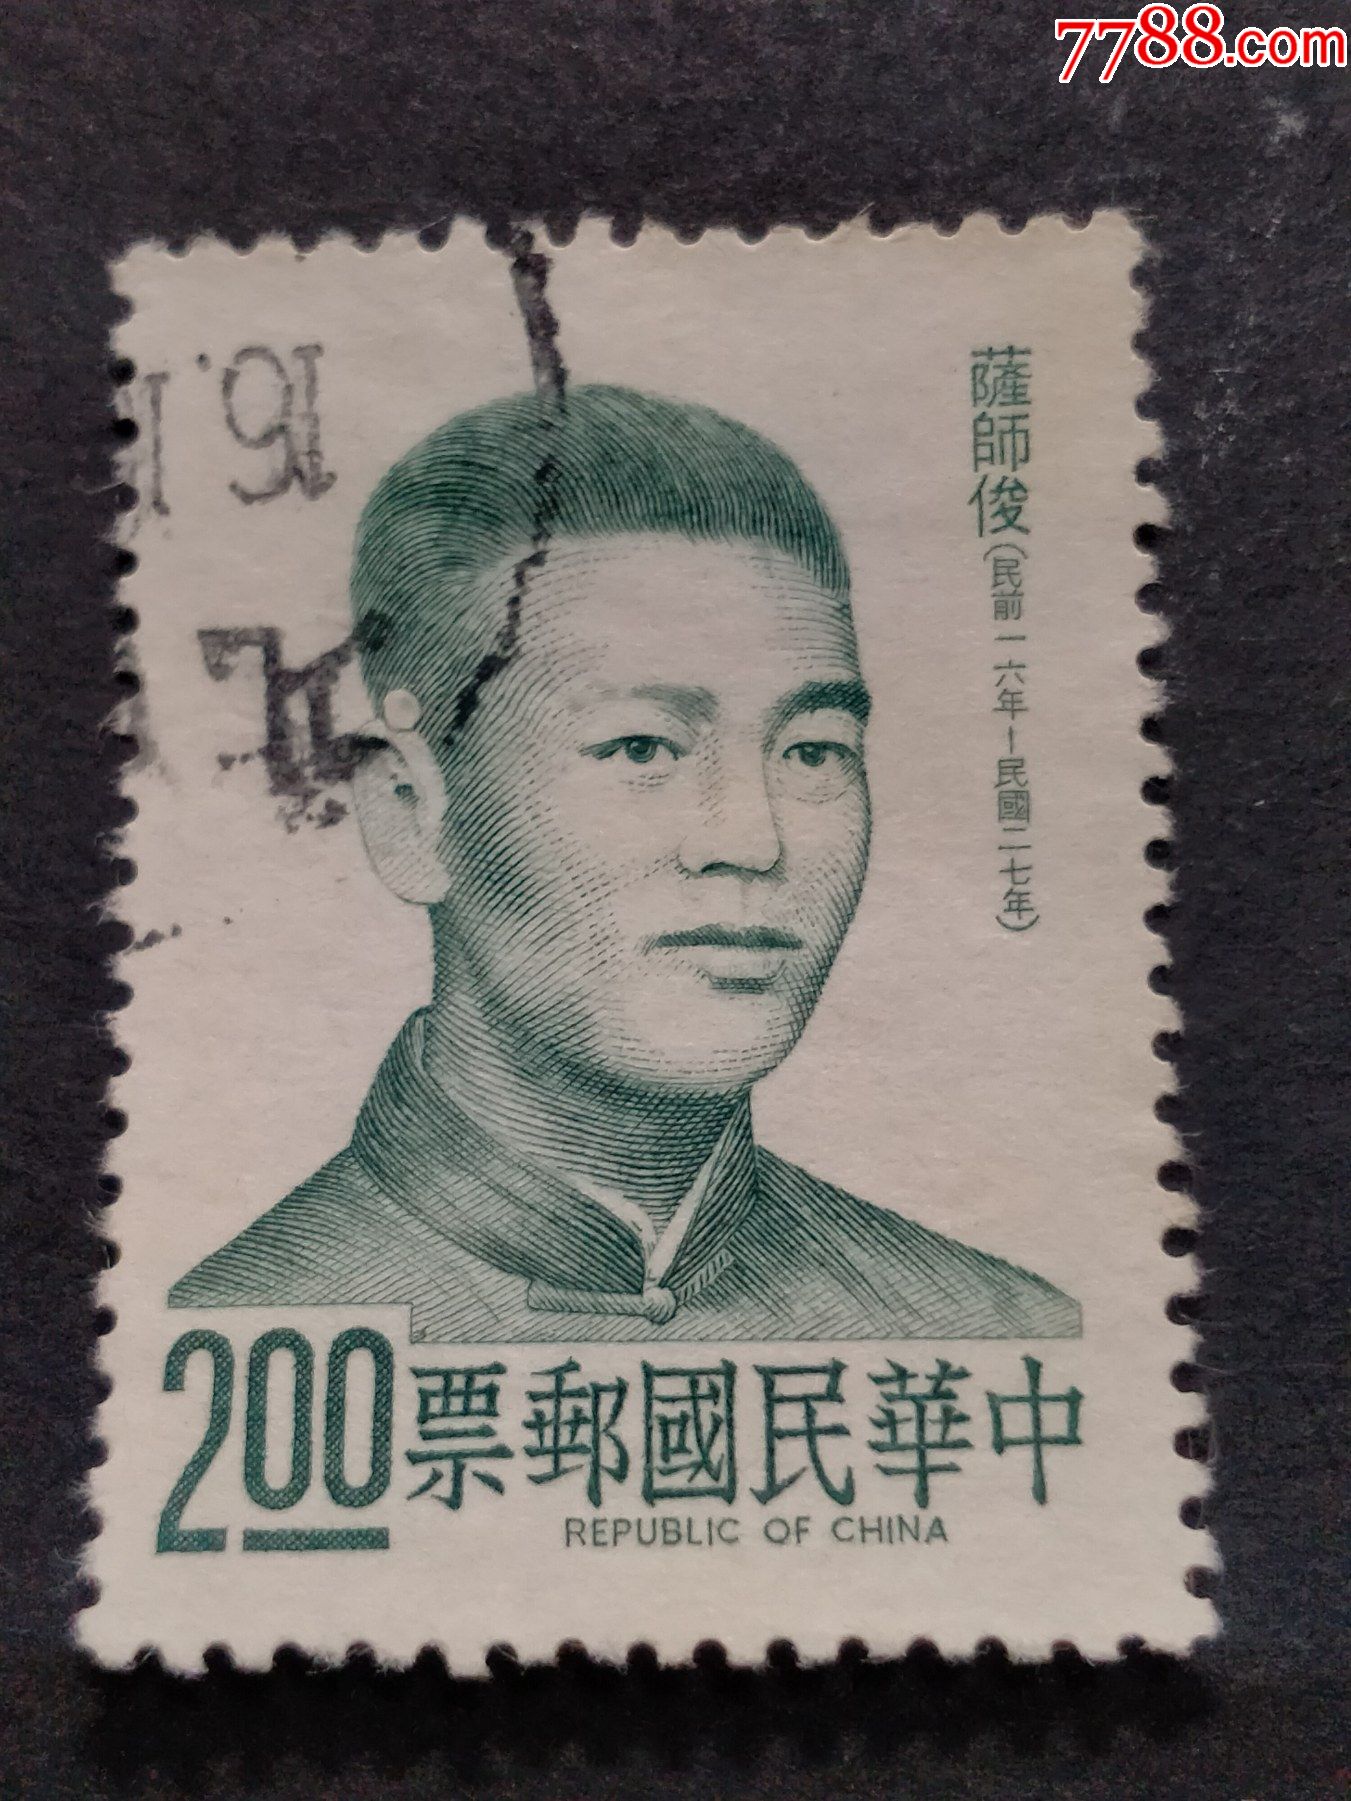 7788.com
薩師俊(民前一六年－民國二七年)
2.00
票郵國民華中
REPUBLIC OF CHINA